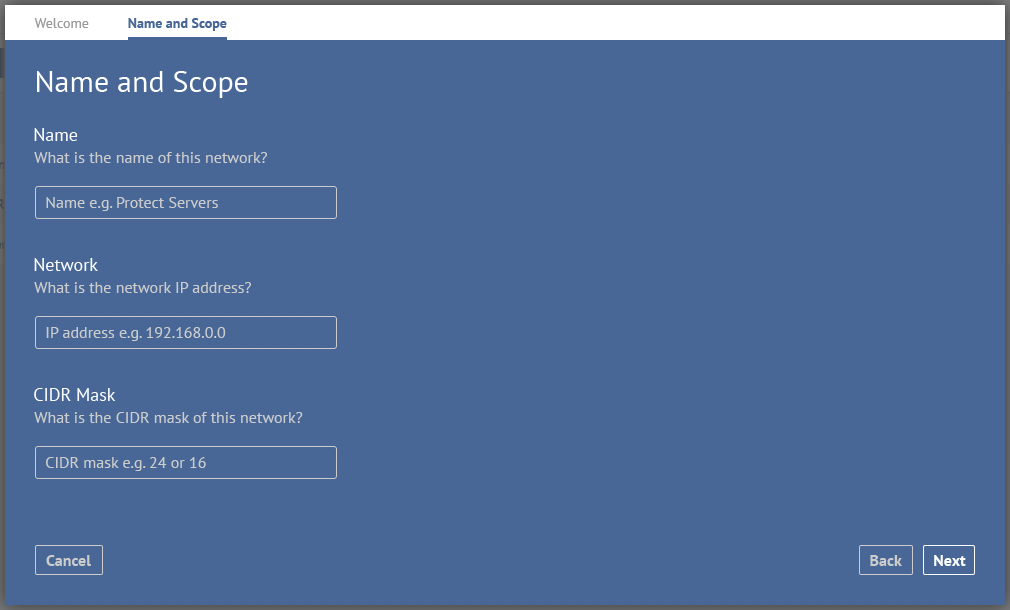 Welcome Name and Scope
Name and Scope
Name
What is the name of this network?
Name e.g. Protect Servers
Network
What is the network IP address?
IP address e.g. 192.168.0.0
CIDR Mask
What is the CIDR mask of this network?
CIDR mask e.g. 24 or 16
Cancel Back Next